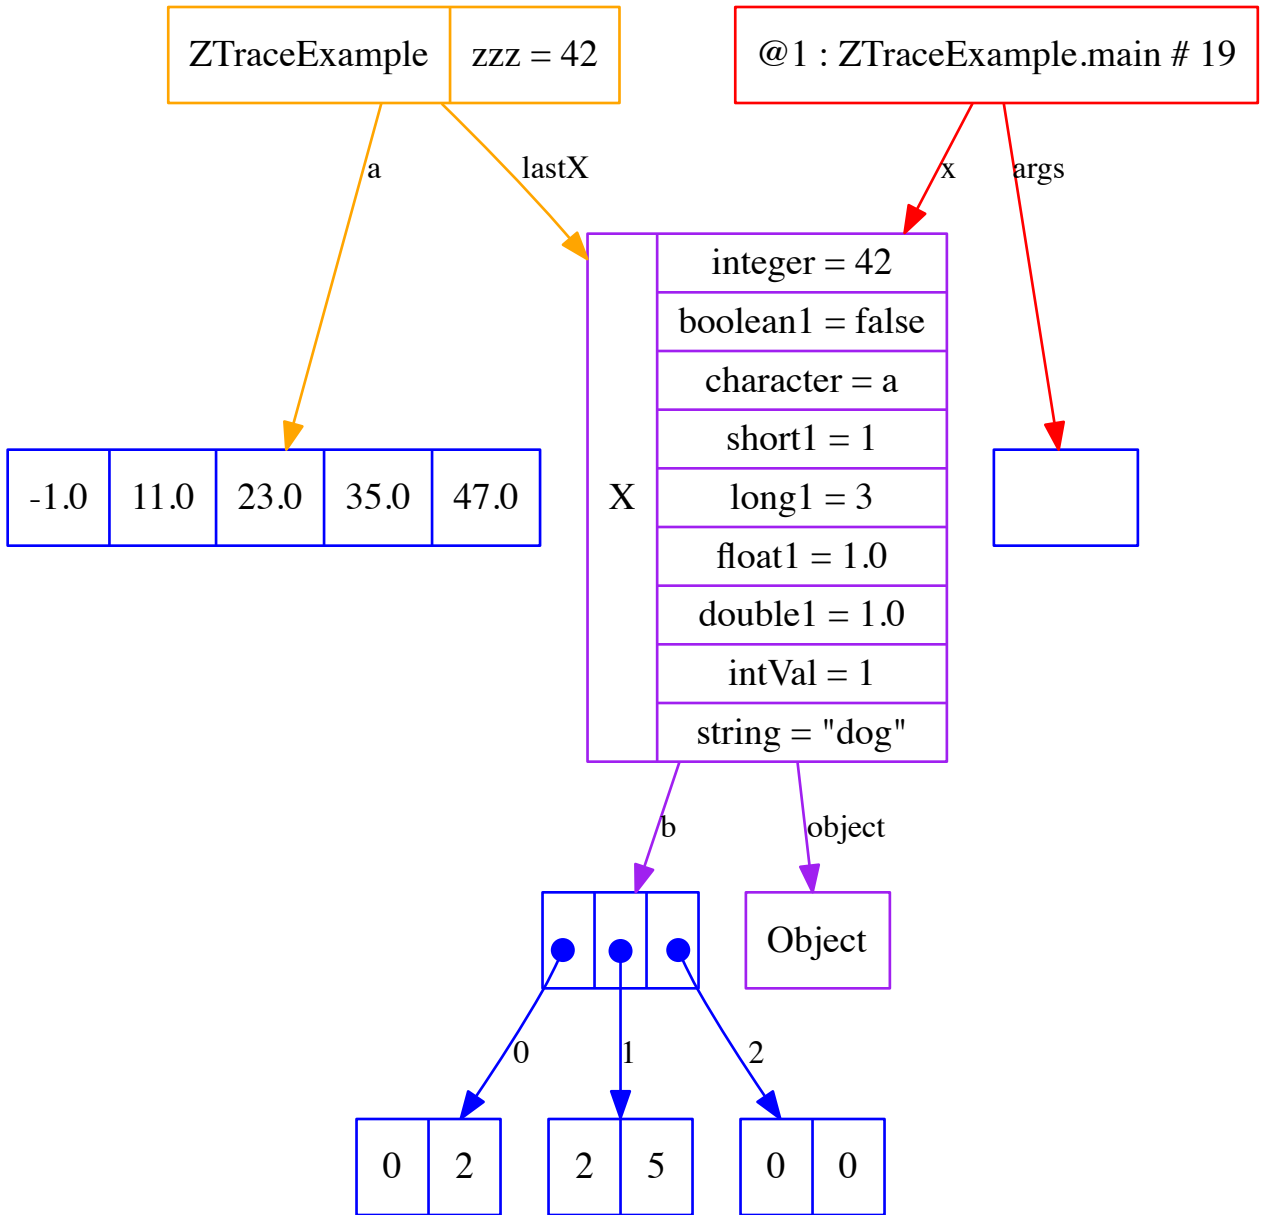 ZTraceExample zzz = 42 @1 : ZTraceExample.main # 19
a lastX x args
integer = 42
boolean1 = false
character = a
short1 = 1
-1.0 11.0 23.0 35.0 47.0 X long1 = 3
float1 = 1.0
double1 = 1.0
intVal = 1
string = "dog"
b object
Object
0 1 2
0 2 2 5 0 0